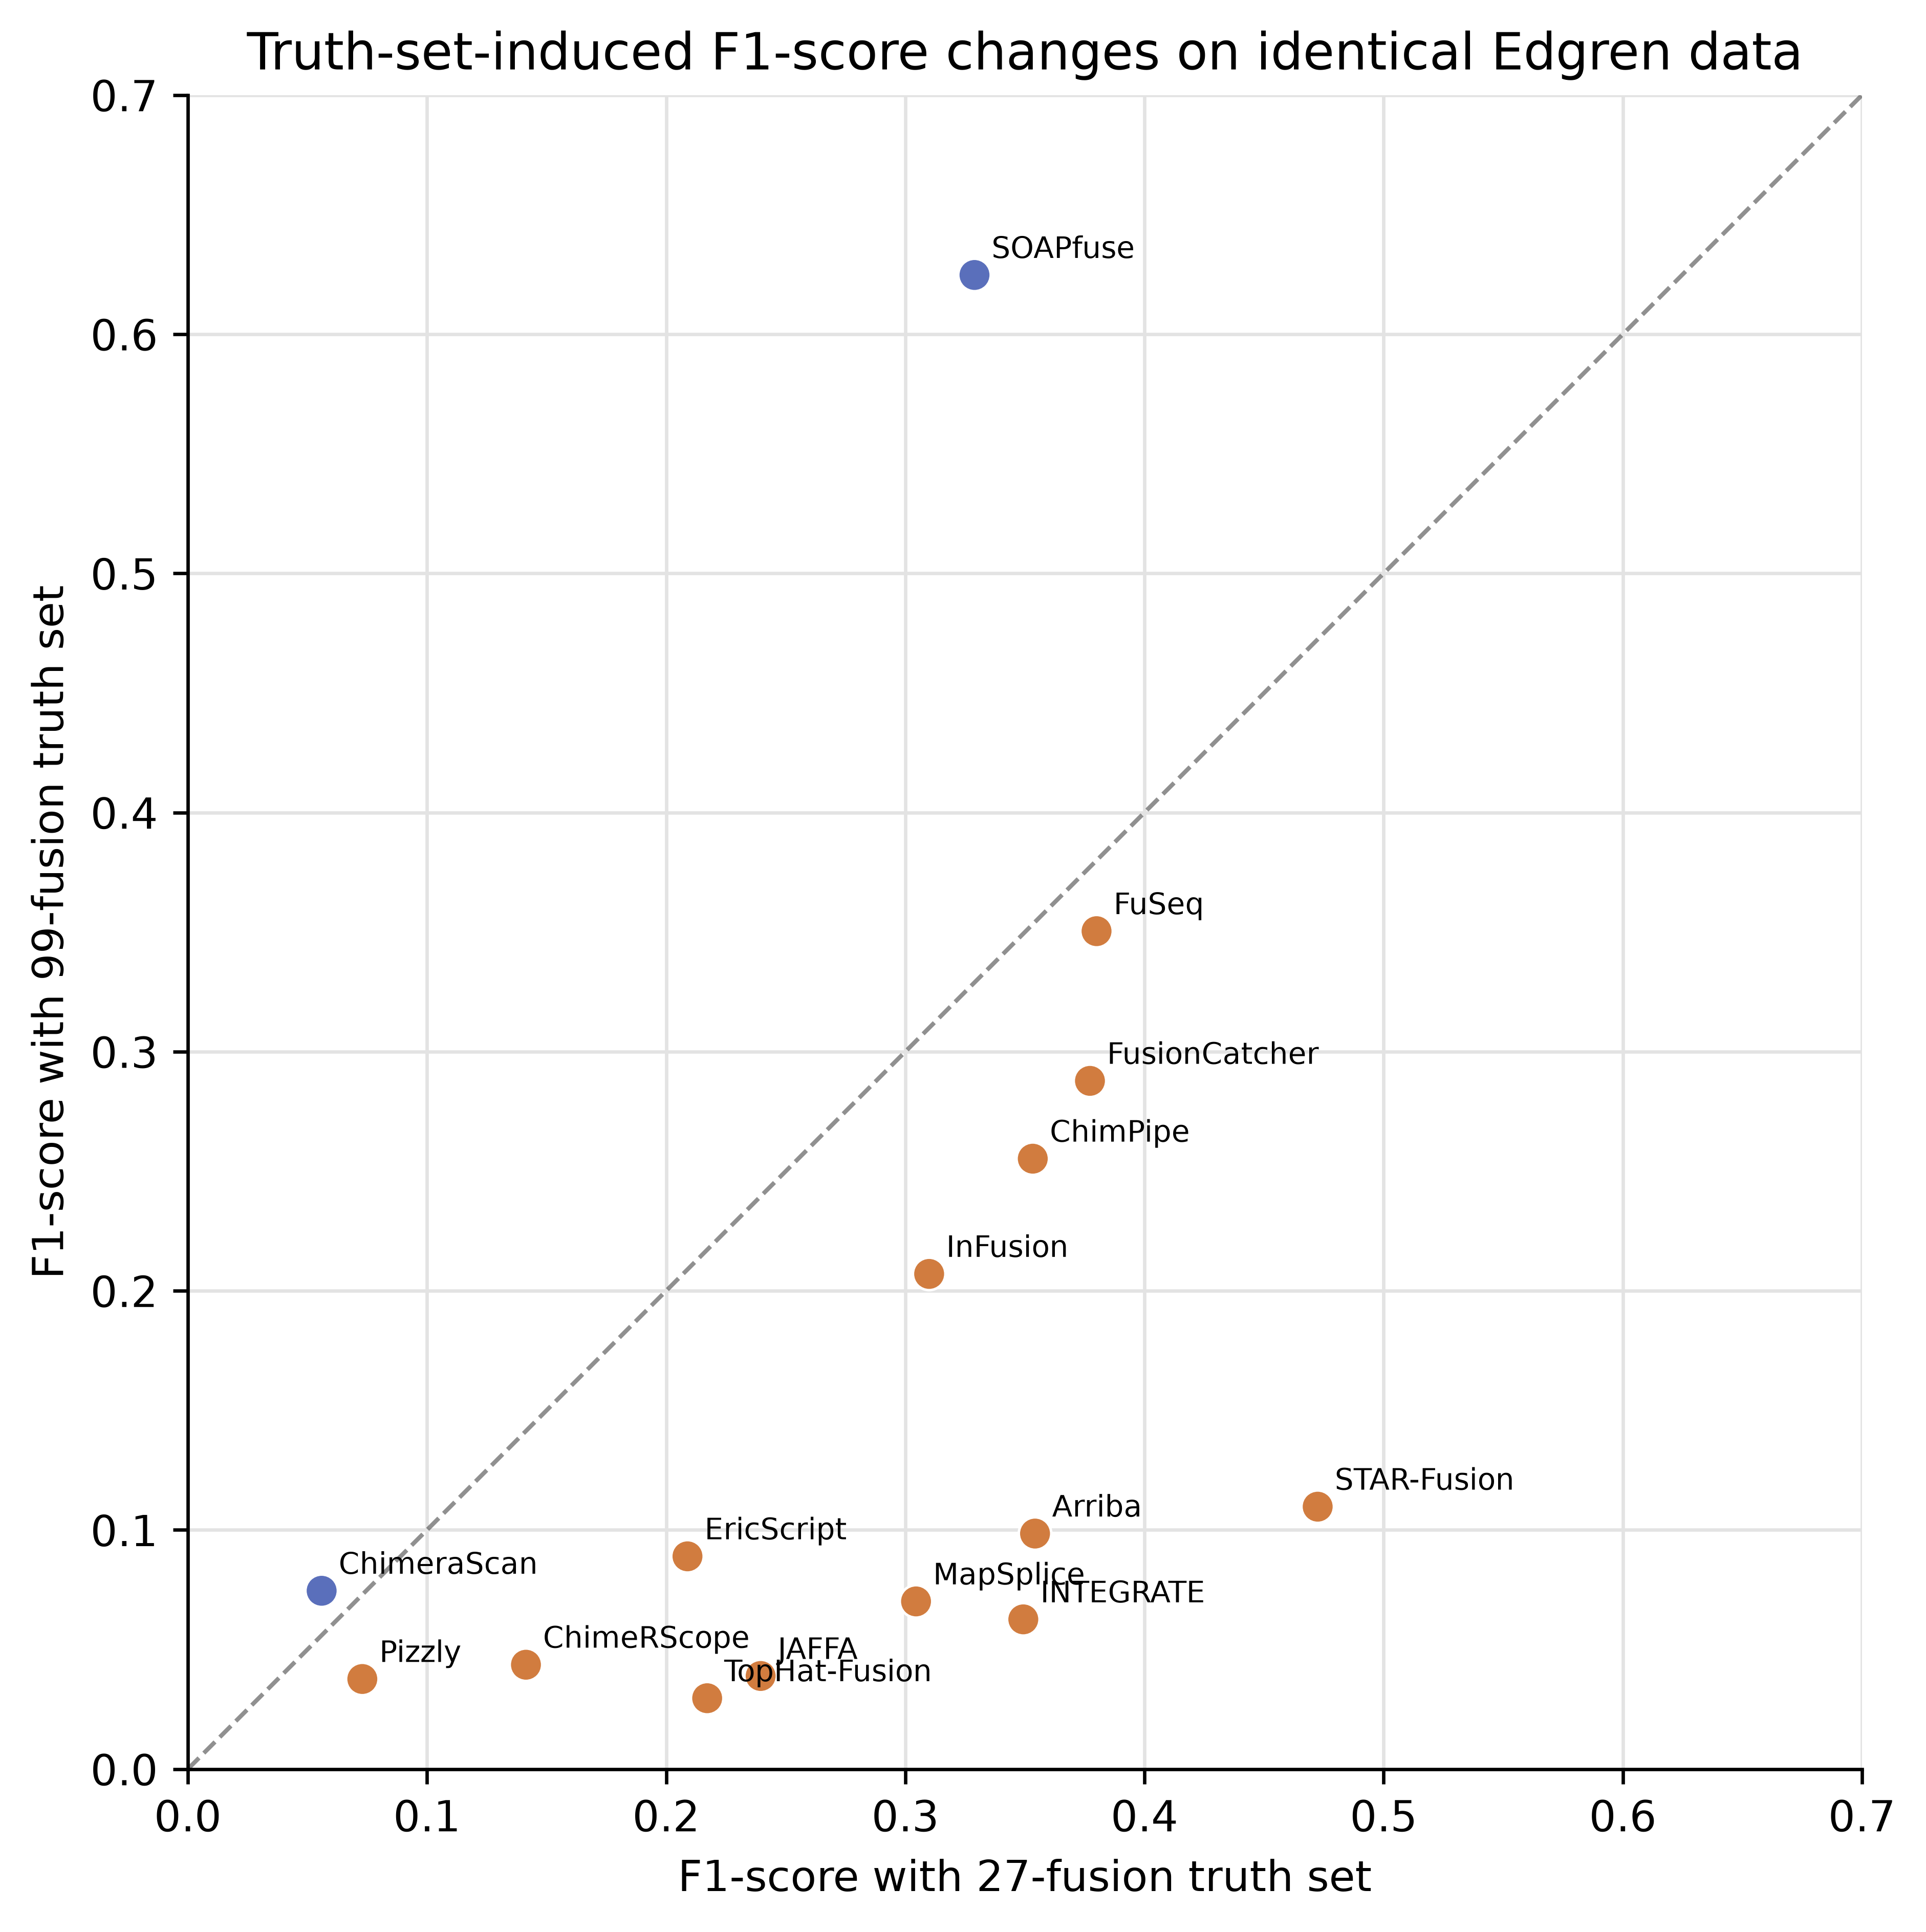 Truth-set-induced F1-score changes on identical Edgren data
F1-score with 99-fusion truth set
0.7
0.6
0.5
0.4
0.3
0.2
0.1
0.0
SOAPfuse
FuSeq
FusionCatcher
ChimPipe
InFusion
STAR-Fusion
Arriba
EricScript
ChimeraScan
MapSplice
INTEGRATE
ChimeRScope
JAFFA
Pizzly
TopHat-Fusion
0.0 0.1 0.2 0.3 0.4 0.5 0.6 0.7
F1-score with 27-fusion truth set